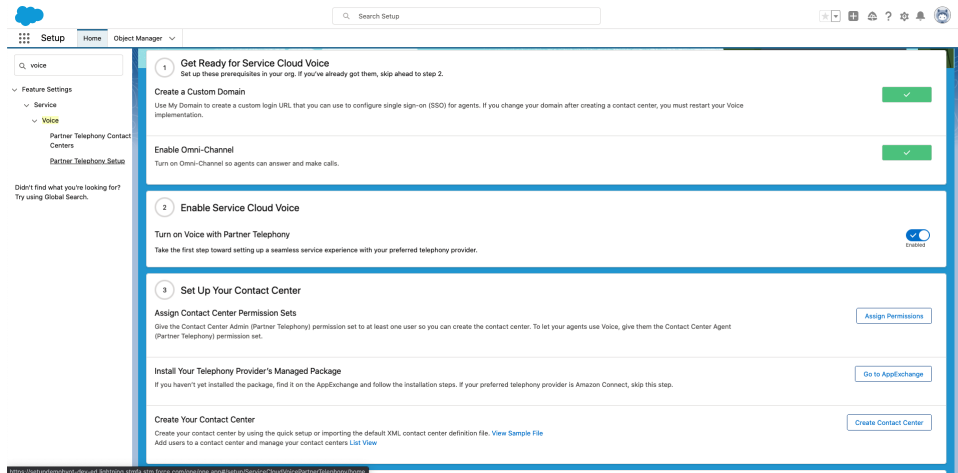 Search Setup
Setup
Home
Object Manager
voice
Feature Settings
Service
Voice
Partner Telephony Contact
Centers
Partner Telephony Setup
Didn't find what you're looking for?
Try using Global Search.
1
Get Ready for Service Cloud Voice
Set up these prerequisites in your org. If you've already got them, skip ahead to step 2.
Create a Custom Domain
Use My Domain to create a custom login URL that you can use to configure single sign-on (SSO) for agents. If you change your domain after creating a contact center, you must restart your Voice
implementation.
Enable Omni-Channel
Turn on Omni-Channel so agents can answer and make calls.
2
Enable Service Cloud Voice
Turn on Voice with Partner Telephony
Take the first step toward setting up a seamless service experience with your preferred telephony provider.
Enabled
3
Set Up Your Contact Center
Assign Contact Center Permission Sets
Give the Contact Center Admin (Partner Telephony) permission set to at least one user so you can create the contact center. To let your agents use Voice, give them the Contact Center Agent
(Partner Telephony) permission set.
Assign Permissions
Install Your Telephony Provider's Managed Package
If you haven't yet installed the package, find it on the AppExchange and follow the installation steps. If your preferred telephony provider is Amazon Connect, skip this step.
Go to AppExchange
Create Your Contact Center
Create your contact center by using the quick setup or importing the default XML contact center definition file. View Sample File
Add users to a contact center and manage your contact centers List View
Create Contact Center